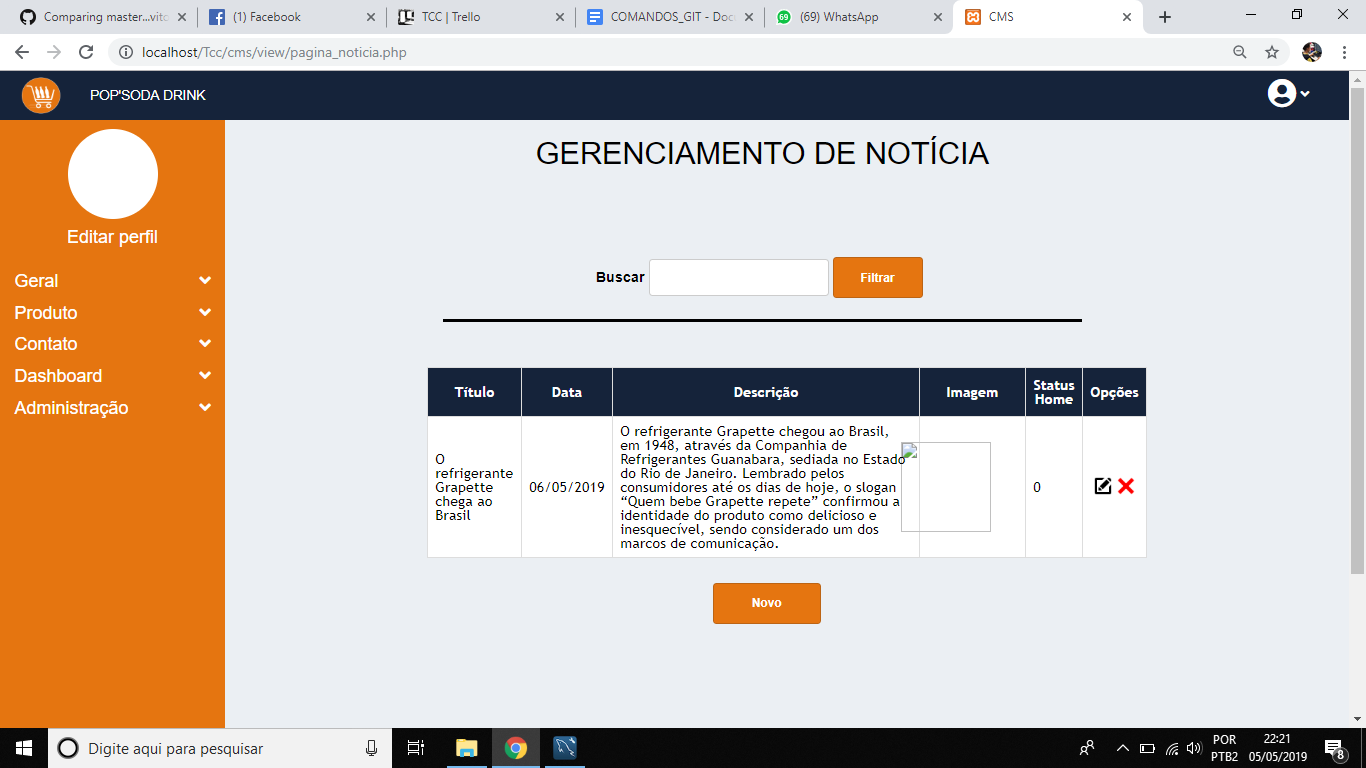 Comparing master...vito
(1) Facebook
TCC | Trello
COMANDOS_GIT - Doc
69
(69) WhatsApp
CMS
localhost/Tcc/cms/view/pagina_noticia.php
POP'SODA DRINK
Editar perfil
Geral
Produto
Contato
Dashboard
Administração
GERENCIAMENTO DE NOTÍCIA
Buscar
Filtrar
Título
Data
Descrição
Imagem
Status
Home
Opções
O
refrigerante
Grapette
chega ao
Brasil
06/05/2019
O refrigerante Grapette chegou ao Brasil,
em 1948, através da Companhia de
Refrigerantes Guanabara, sediada no Estado
do Rio de Janeiro. Lembrado pelos
consumidores até os dias de hoje, o slogan
“Quem bebe Grapette repete” confirmou a
identidade do produto como delicioso e
inesquecível, sendo considerado um dos
marcos de comunicação.
0
Novo
Digite aqui para pesquisar
POR
PTB2
22:21
05/05/2019
8